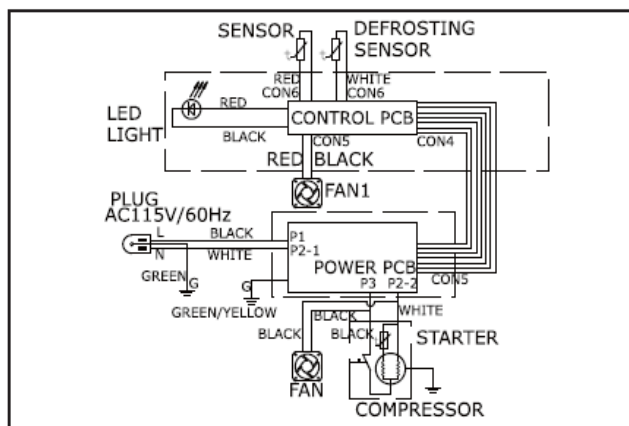 SENSOR
DEFROSTING
SENSOR
RED
CON6
WHITE
CON6
LED
LIGHT
RED
BLACK
CONTROL PCB
CON5
CON4
RED BLACK
FAN1
PLUG
AC115V/60Hz
L
N
BLACK
WHITE
GREEN
G
P1
P2-1
POWER PCB
P3 P2-2
CON5
G
GREEN/YELLOW
BLACK
BLACK
BLACK
WHITE
STARTER
FAN
COMPRESSOR